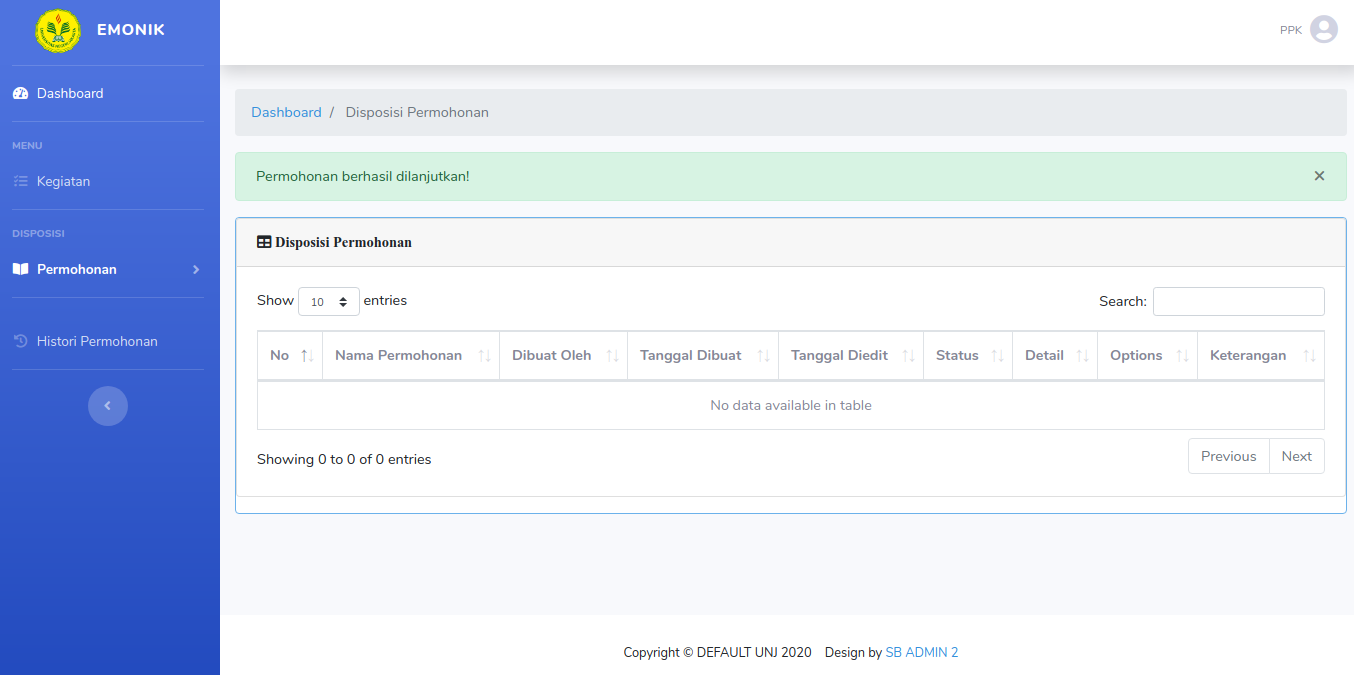 EMONIK
PPK
Dashboard
MENU
Kegiatan
DISPOSISI
Permohonan
Histori Permohonan
Dashboard / Disposisi Permohonan
Permohonan berhasil dilanjutkan! ×
Disposisi Permohonan
Show 10 entries Search:
No Nama Permohonan Dibuat Oleh Tanggal Dibuat Tanggal Diedit Status Detail Options Keterangan
No data available in table
Showing 0 to 0 of 0 entries Previous Next
Copyright © DEFAULT UNJ 2020 Design by SB ADMIN 2